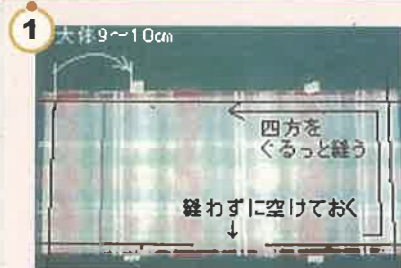 1
大体9〜10cm
四方を
ぐるっと縫う
縫わずに空けておく
↓